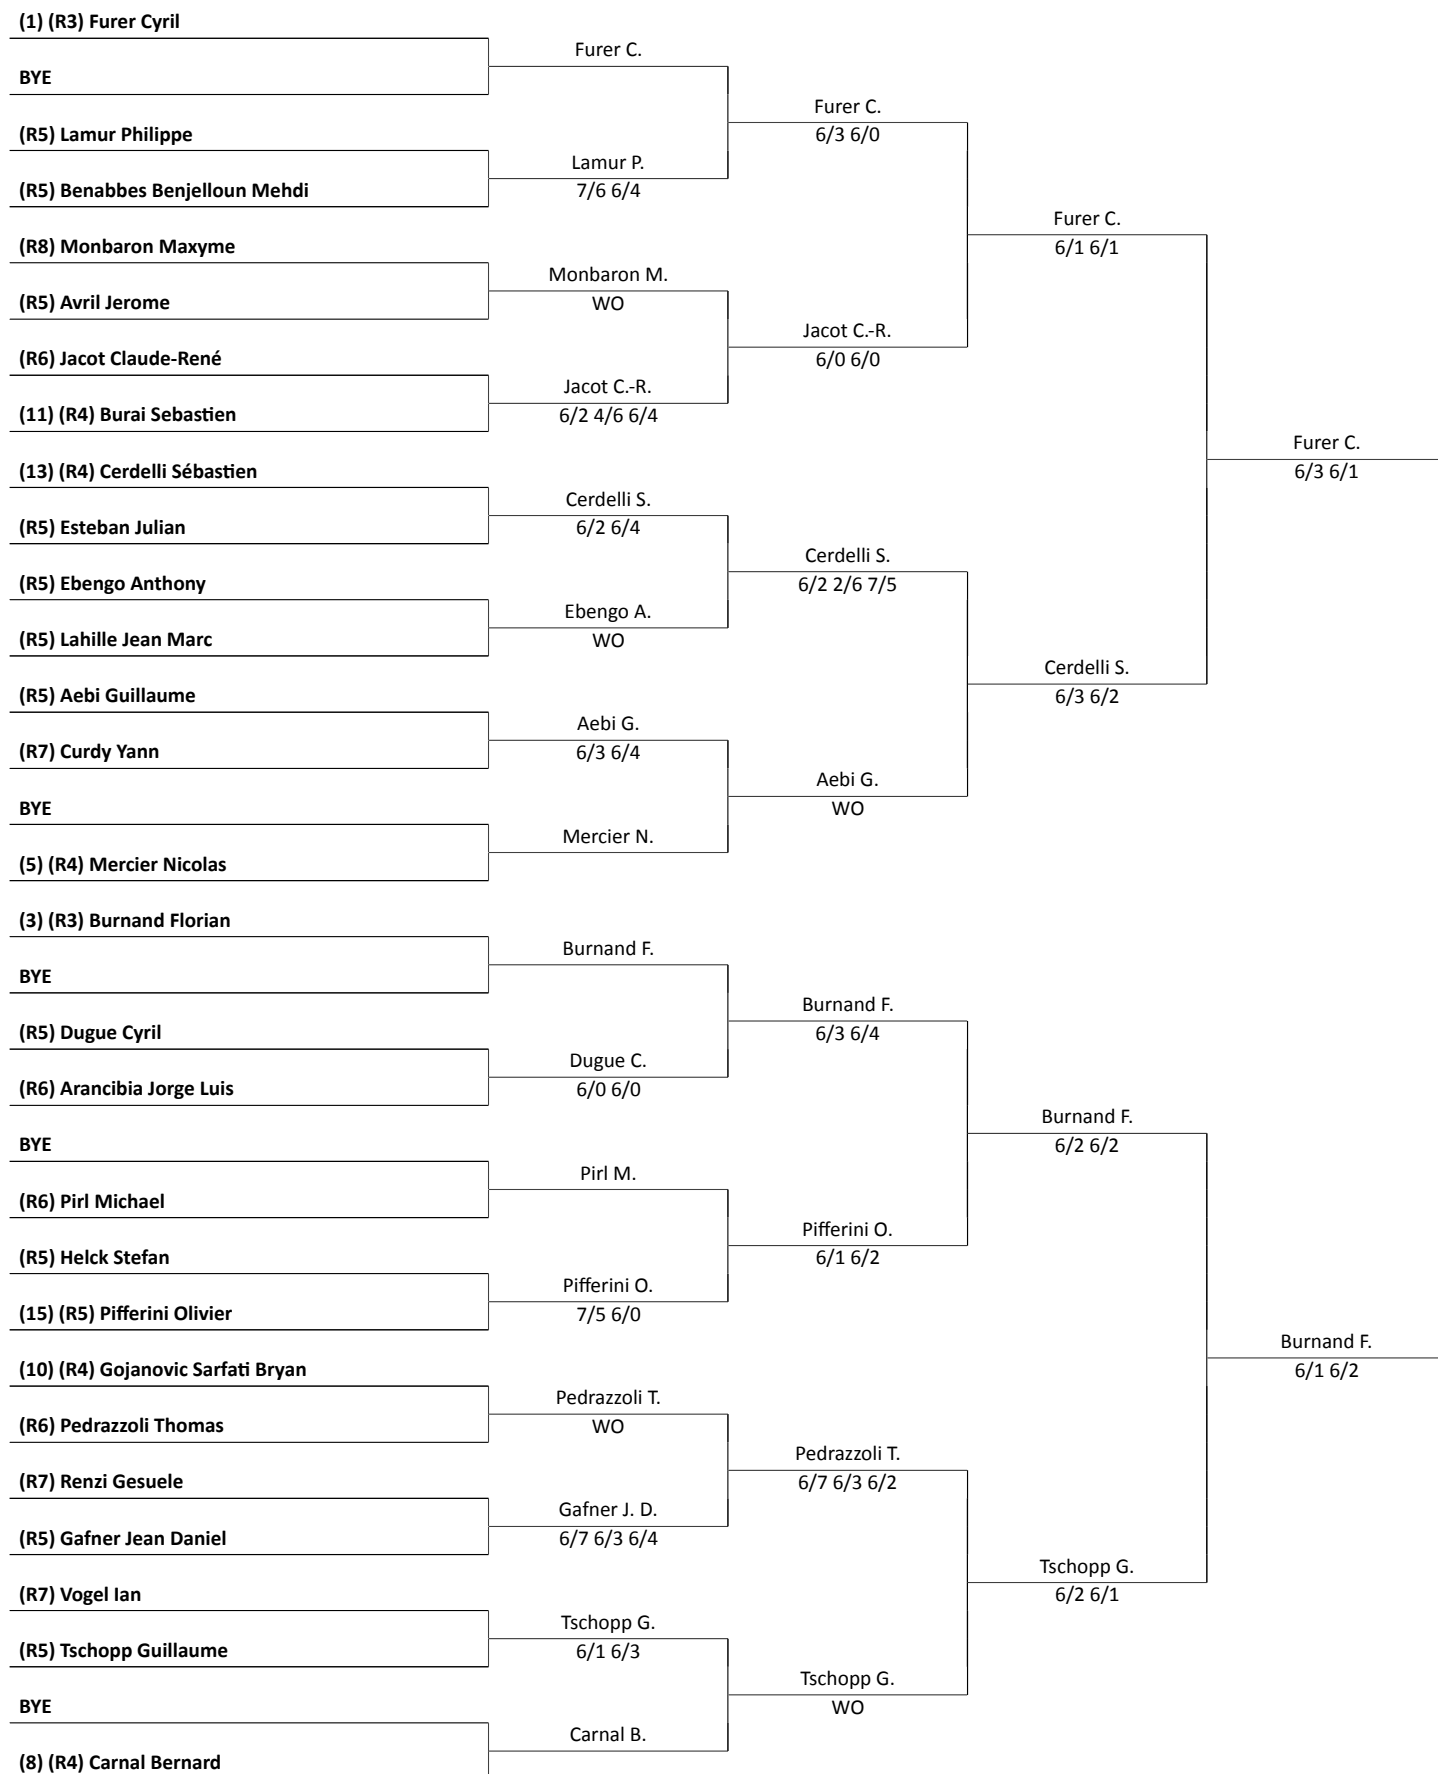 (1) (R3) Furer Cyril
Furer C.
BYE
Furer C.
6/3 6/0
(R5) Lamur Philippe
Lamur P.
7/6 6/4
(R5) Benabbes Benjelloun Mehdi
Furer C.
6/1 6/1
(R8) Monbaron Maxyme
Monbaron M.
WO
(R5) Avril Jerome
Jacot C.-R.
6/0 6/0
(R6) Jacot Claude-René
Jacot C.-R.
6/2 4/6 6/4
(11) (R4) Burai Sebastien
Furer C.
6/3 6/1
(13) (R4) Cerdelli Sébastien
Cerdelli S.
6/2 6/4
(R5) Esteban Julian
Cerdelli S.
6/2 2/6 7/5
(R5) Ebengo Anthony
Ebengo A.
WO
(R5) Lahille Jean Marc
Cerdelli S.
6/3 6/2
(R5) Aebi Guillaume
Aebi G.
6/3 6/4
(R7) Curdy Yann
Aebi G.
WO
BYE
Mercier N.
(5) (R4) Mercier Nicolas
(3) (R3) Burnand Florian
Burnand F.
BYE
Burnand F.
6/3 6/4
(R5) Dugue Cyril
Dugue C.
6/0 6/0
(R6) Arancibia Jorge Luis
Burnand F.
6/2 6/2
BYE
Pirl M.
(R6) Pirl Michael
Pifferini O.
6/1 6/2
(R5) Helck Stefan
Pifferini O.
7/5 6/0
(15) (R5) Pifferini Olivier
Burnand F.
6/1 6/2
(10) (R4) Gojanovic Sarfati Bryan
Pedrazzoli T.
WO
(R6) Pedrazzoli Thomas
Pedrazzoli T.
6/7 6/3 6/2
(R7) Renzi Gesuele
Gafner J. D.
6/7 6/3 6/4
(R5) Gafner Jean Daniel
Tschopp G.
6/2 6/1
(R7) Vogel Ian
Tschopp G.
6/1 6/3
(R5) Tschopp Guillaume
Tschopp G.
WO
BYE
Carnal B.
(8) (R4) Carnal Bernard